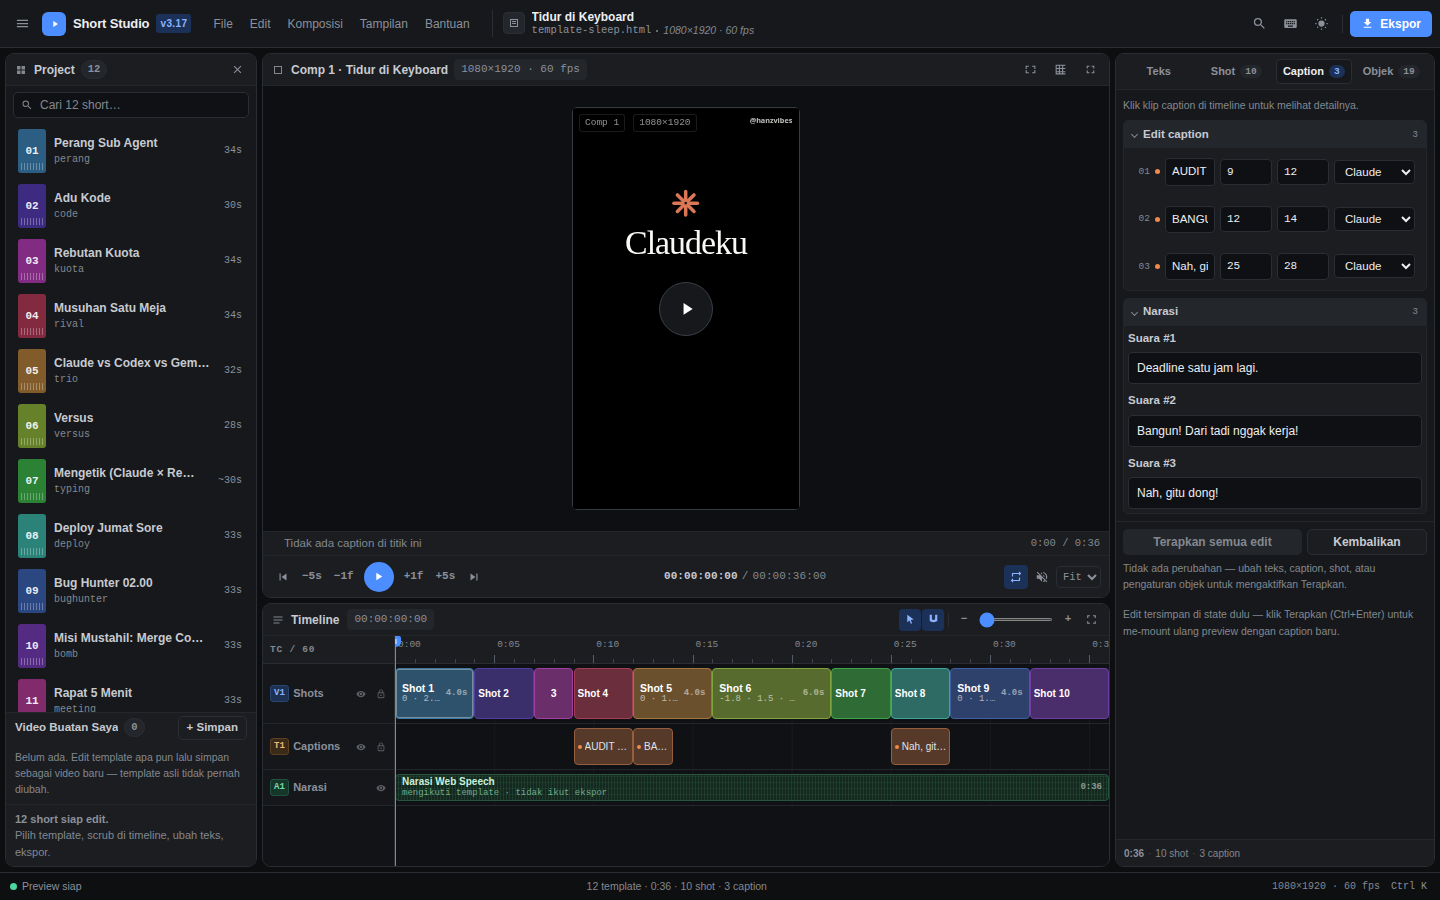 Short Studio v3.17 File Edit Komposisi Tampilan Bantuan
Tidur di Keyboard
template-sleep.html · 1080×1920 · 60 fps
Ekspor
Project 12
Cari 12 short…
01 Perang Sub Agent 34s
perang
02 Adu Kode 30s
code
03 Rebutan Kuota 34s
kuota
04 Musuhan Satu Meja 34s
rival
05 Claude vs Codex vs Gem… 32s
trio
06 Versus 28s
versus
07 Mengetik (Claude × Re… ~30s
typing
08 Deploy Jumat Sore 33s
deploy
09 Bug Hunter 02.00 33s
bughunter
10 Misi Mustahil: Merge Co… 33s
bomb
11 Rapat 5 Menit 33s
meeting
Video Buatan Saya 0 + Simpan
Belum ada. Edit template apa pun lalu simpan
sebagai video baru — template asli tidak pernah
diubah.
12 short siap edit.
Pilih template, scrub di timeline, ubah teks,
ekspor.
Comp 1 · Tidur di Keyboard 1080×1920 · 60 fps
Comp 1 1080×1920 @hanzvibes
Claudeku
Tidak ada caption di titik ini 0:00 / 0:36
−5s −1f +1f +5s 00:00:00:00 / 00:00:36:00 Fit
Timeline 00:00:00:00 − +
TC / 60 0:00 0:05 0:10 0:15 0:20 0:25 0:30 0:3
V1 Shots
Shot 1 4.0s
0 · 2.…
Shot 2
3
Shot 4
Shot 5 4.0s
0 · 1.…
Shot 6 6.0s
-1.8 · 1.5 · …
Shot 7
Shot 8
Shot 9 4.0s
0 · 1.…
Shot 10
T1 Captions AUDIT … BA… Nah, git…
A1 Narasi
Narasi Web Speech
mengikuti template · tidak ikut ekspor 0:36
Teks Shot 10 Caption 3 Objek 19
Klik klip caption di timeline untuk melihat detailnya.
Edit caption 3
01 AUDIT 9 12 Claude
02 BANGU 12 14 Claude
03 Nah, gi 25 28 Claude
Narasi 3
Suara #1
Deadline satu jam lagi.
Suara #2
Bangun! Dari tadi nggak kerja!
Suara #3
Nah, gitu dong!
Terapkan semua edit Kembalikan
Tidak ada perubahan — ubah teks, caption, shot, atau
pengaturan objek untuk mengaktifkan Terapkan.
Edit tersimpan di state dulu — klik Terapkan (Ctrl+Enter) untuk
me-mount ulang preview dengan caption baru.
0:36 · 10 shot · 3 caption
Preview siap 12 template · 0:36 · 10 shot · 3 caption 1080×1920 · 60 fps Ctrl K